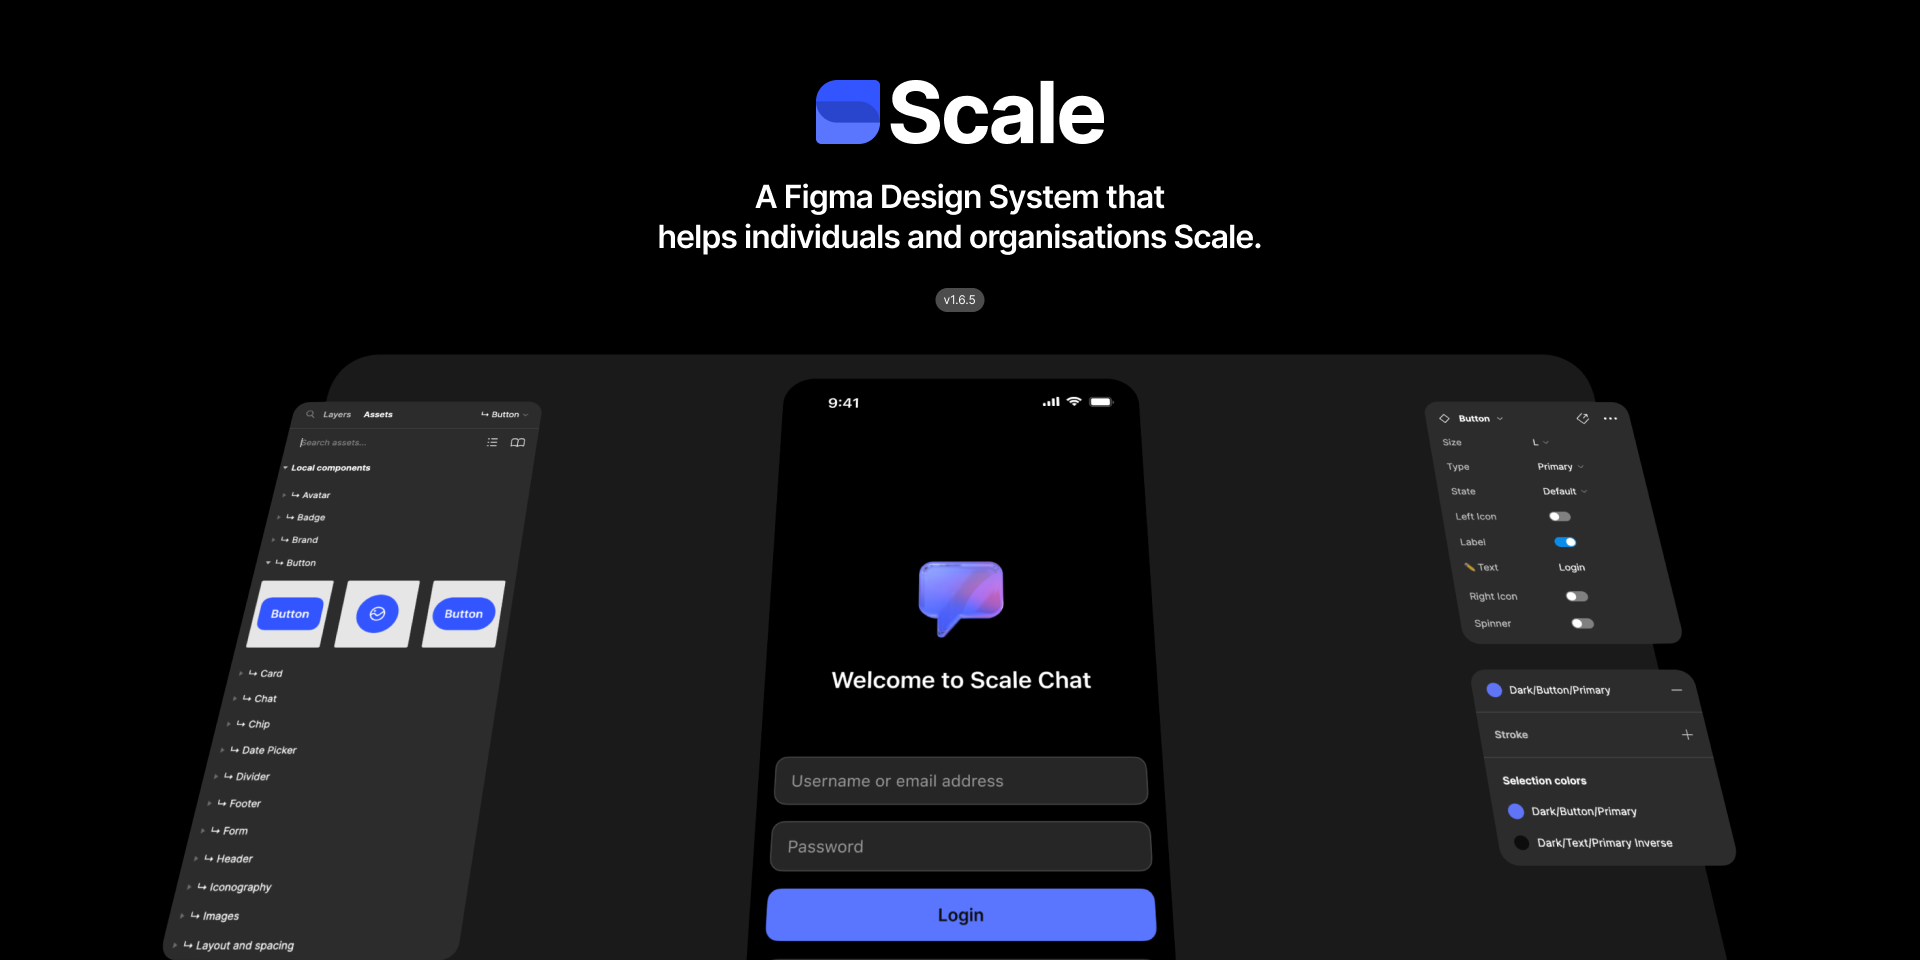 Scale
A Figma Design System that
helps individuals and organisations Scale.
v1.6.5
Layers Assets Button
Search assets...
Local components
Avatar
Badge
Brand
Button
Button Button
Card
Chat
Chip
Date Picker
Divider
Footer
Form
Header
Iconography
Images
Layout and spacing
9:41
Welcome to Scale Chat
Username or email address
Password
Login
Button
Size L
Type Primary
State Default
Left Icon
Label
Text Login
Right Icon
Spinner
Dark/Button/Primary
Stroke
Selection colors
Dark/Button/Primary
Dark/Text/Primary Inverse